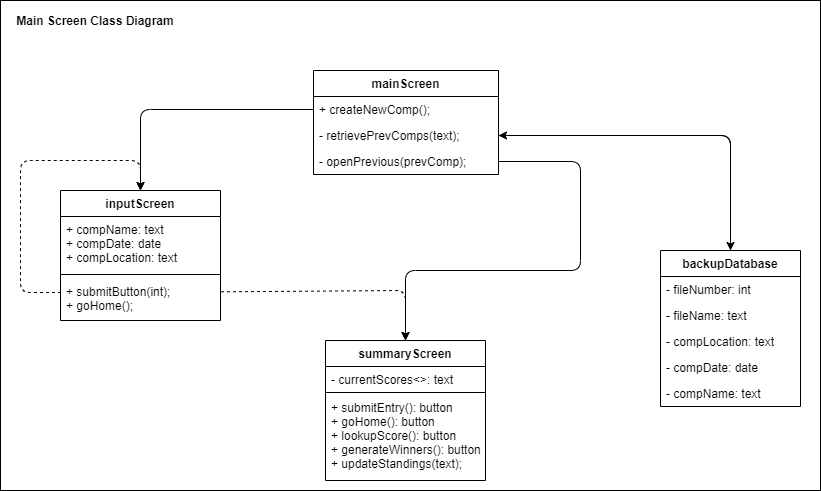 Main Screen Class Diagram
mainScreen
+ createNewComp();
- retrievePrevComps(text);
- openPrevious(prevComp);
inputScreen
+ compName: text
+ compDate: date
+ compLocation: text
+ submitButton(int);
+ goHome();
backupDatabase
- fileNumber: int
- fileName: text
- compLocation: text
- compDate: date
- compName: text
summaryScreen
- currentScores<>: text
+ submitEntry(): button
+ goHome(): button
+ lookupScore(): button
+ generateWinners(): button
+ updateStandings(text);